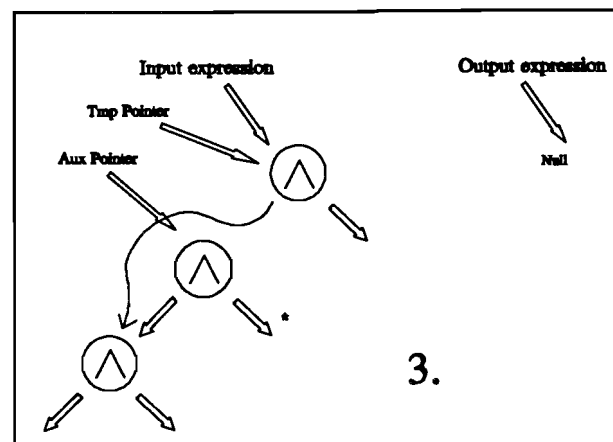 Input expression
Output expression
Tmp Pointer
Aux Pointer
Null
∧
∧
*
∧
3.